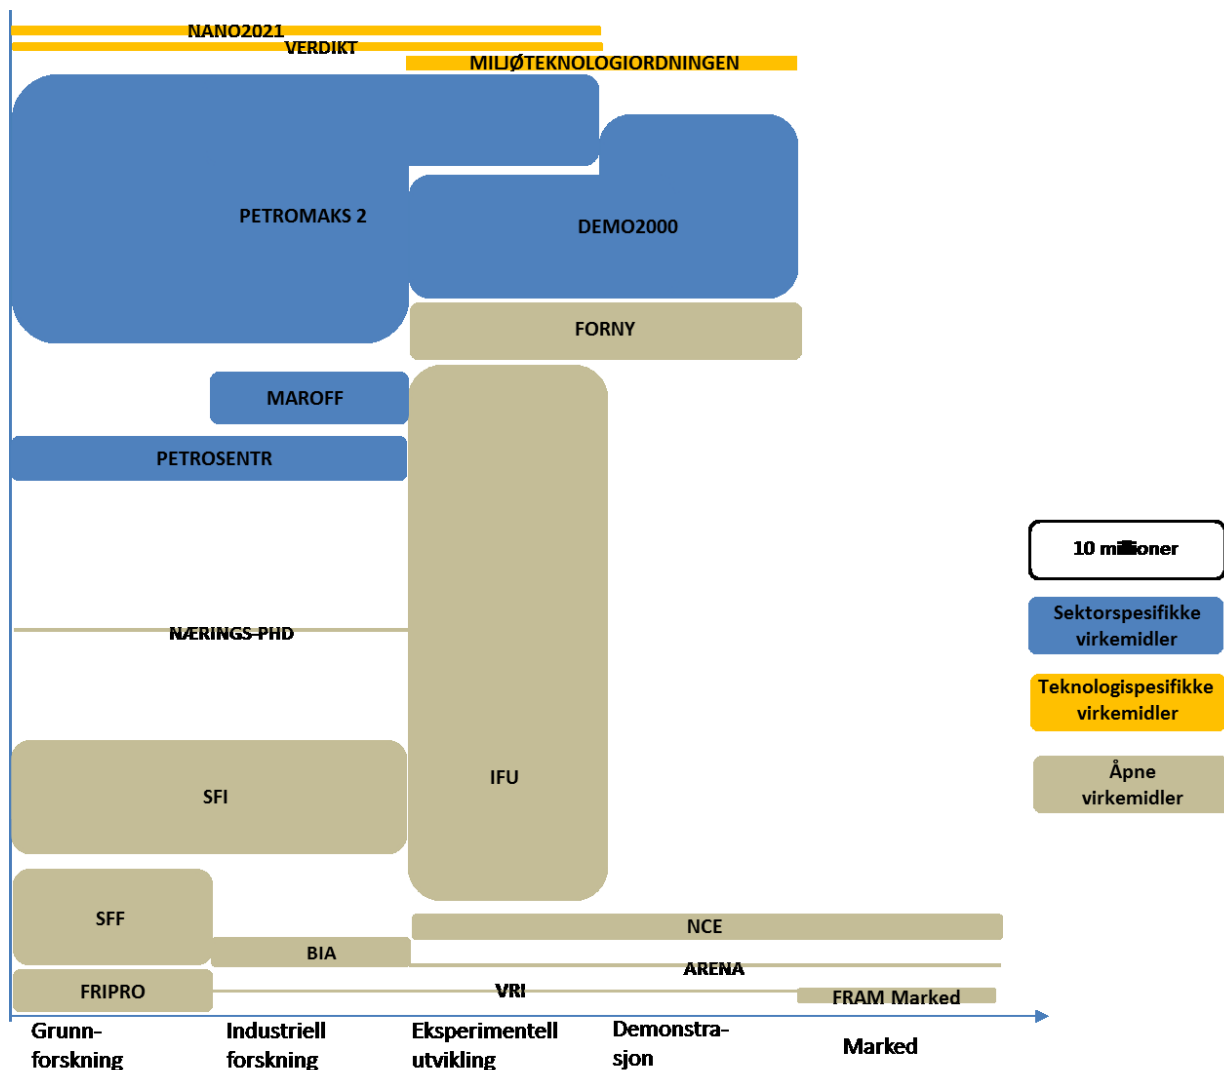 NANO2021
VERDIKT
MILJØTEKNOLOGIORDNINGEN
PETROMAKS 2
DEMO2000
FORNY
MAROFF
PETROSENTR
10 millioner
Sektorspesifikke
virkemidler
NÆRINGS-PHD
Teknologispesifikke
virkemidler
Åpne
virkemidler
IFU
SFI
SFF
NCE
BIA
ARENA
FRIPRO
VRI
FRAM Marked
Grunn-
forskning
Industriell
forskning
Eksperimentell
utvikling
Demonstra-
sjon
Marked